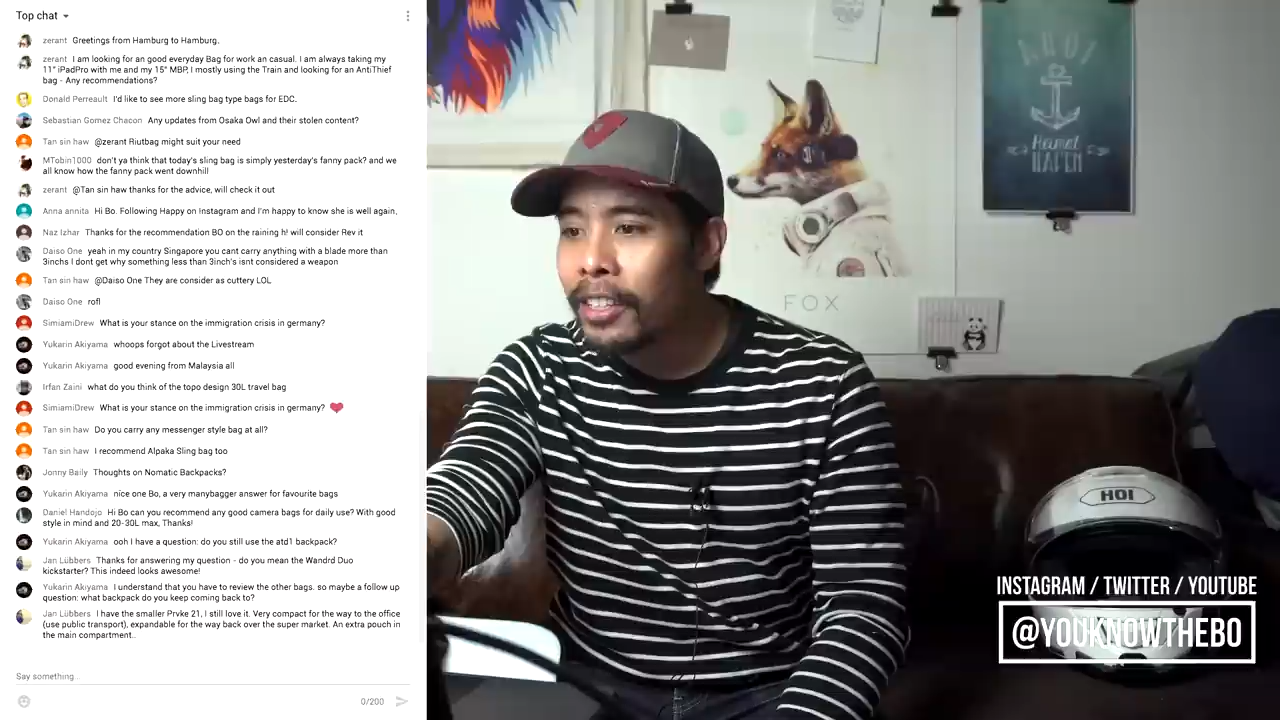 Top chat
zerant Greetings from Hamburg to Hamburg.
zerant I am looking for an good everyday Bag for work an casual. I am always taking my
11" iPadPro with me and my 15" MBP, I mostly using the Train and looking for an AntiThief
bag - Any recommendations?
Donald Perreault I'd like to see more sling bag type bags for EDC.
Sebastian Gomez Chacon Any updates from Osaka Owl and their stolen content?
Tan sin haw @zerant Riutbag might suit your need
MTobin1000 don't ya think that today's sling bag is simply yesterday's fanny pack? and we
all know how the fanny pack went downhill
zerant @Tan sin haw thanks for the advice, will check it out
Anna annita Hi Bo. Following Happy on Instagram and I'm happy to know she is well again,
Naz Izhar Thanks for the recommendation BO on the raining h! will consider Rev it
Daiso One yeah in my country Singapore you cant carry anything with a blade more than
3inchs I dont get why something less than 3inch's isnt considered a weapon
Tan sin haw @Daiso One They are consider as cuttery LOL
Daiso One rofl
SimiamiDrew What is your stance on the immigration crisis in germany?
Yukarin Akiyama whoops forgot about the Livestream
Yukarin Akiyama good evening from Malaysia all
Irfan Zaini what do you think of the topo design 30L travel bag
SimiamiDrew What is your stance on the immigration crisis in germany?
Tan sin haw Do you carry any messenger style bag at all?
Tan sin haw I recommend Alpaka Sling bag too
Jonny Baily Thoughts on Nomatic Backpacks?
Yukarin Akiyama nice one Bo, a very manybagger answer for favourite bags
Daniel Handojo Hi Bo can you recommend any good camera bags for daily use? With good
style in mind and 20-30L max, Thanks!
Yukarin Akiyama ooh I have a question: do you still use the atd1 backpack?
Jan Lübbers Thanks for answering my question - do you mean the Wandrd Duo
kickstarter? This indeed looks awesome!
Yukarin Akiyama I understand that you have to review the other bags. so maybe a follow up
question: what backpack do you keep coming back to?
Jan Lübbers I have the smaller Prvke 21, I still love it. Very compact for the way to the office
(use public transport), expandable for the way back over the super market. An extra pouch in
the main compartment..
Say something...
0/200
AHOY
Hamel
HAFEN
FOX
HOI
INSTAGRAM / TWITTER / YOUTUBE
@YOUKNOWTHEBO